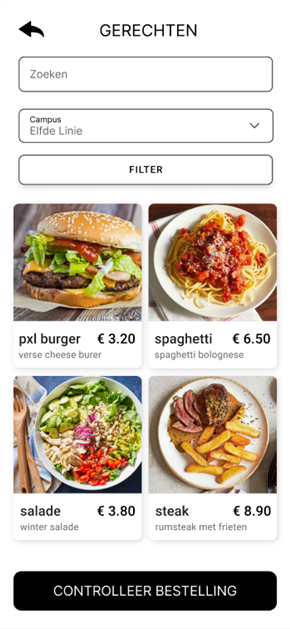 GERECHTEN
Zoeken
Campus
Elfde Linie
FILTER
pxl burger € 3.20
verse cheese burer
spaghetti € 6.50
spaghetti bolognese
salade € 3.80
winter salade
steak € 8.90
rumsteak met frieten
CONTROLLEER BESTELLING